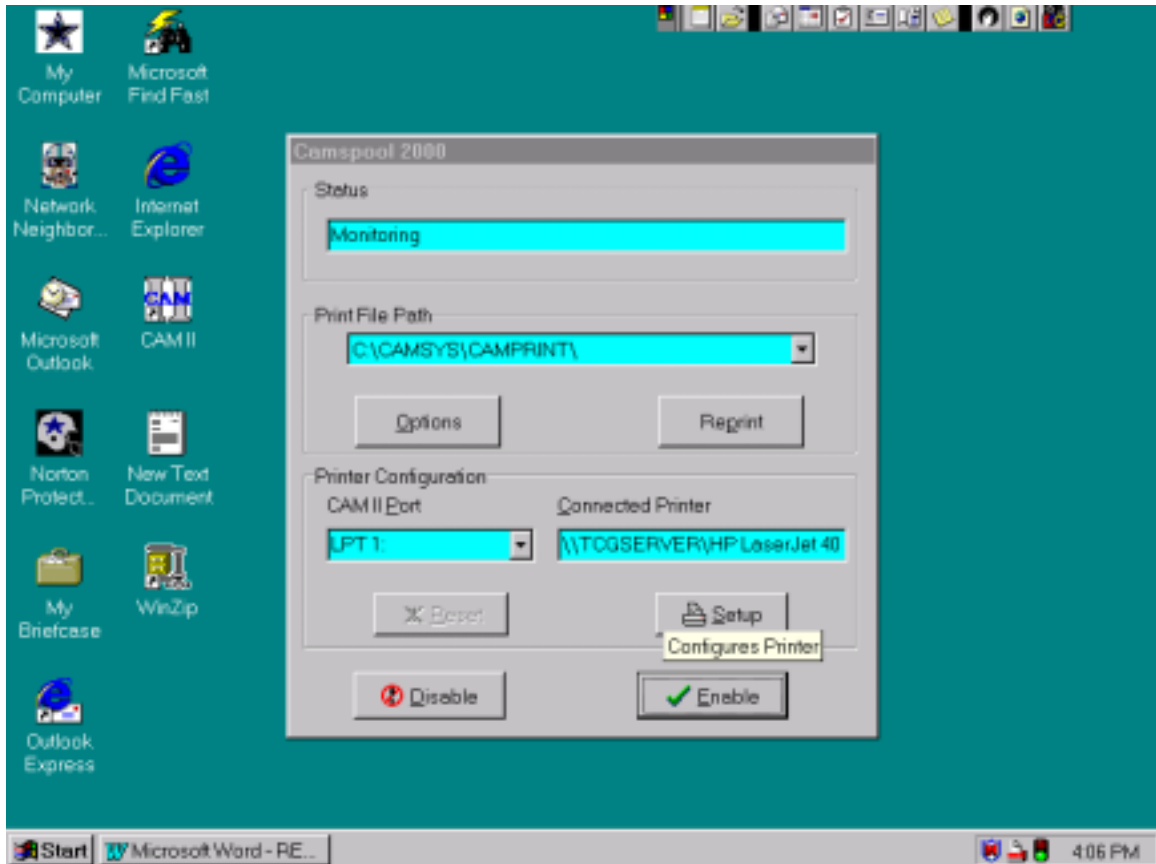 My
Computer
Microsoft
Find Fast
Network
Neighbor...
Internet
Explorer
Microsoft
Outlook
CAM
CAM II
Norton
Protect...
New Text
Document
My
Briefcase
WinZip
Outlook
Express
Camspool 2000
Status
Monitoring
Print File Path
C:\CAMSYS\CAMPRINT\
Options
Reprint
Printer Configuration
CAM II Port
Connected Printer
LPT 1:
\\TCGSERVER\HP LaserJet 40
Reset
Setup
Configures Printer
Disable
Enable
Start
Microsoft Word - RE...
4:06 PM